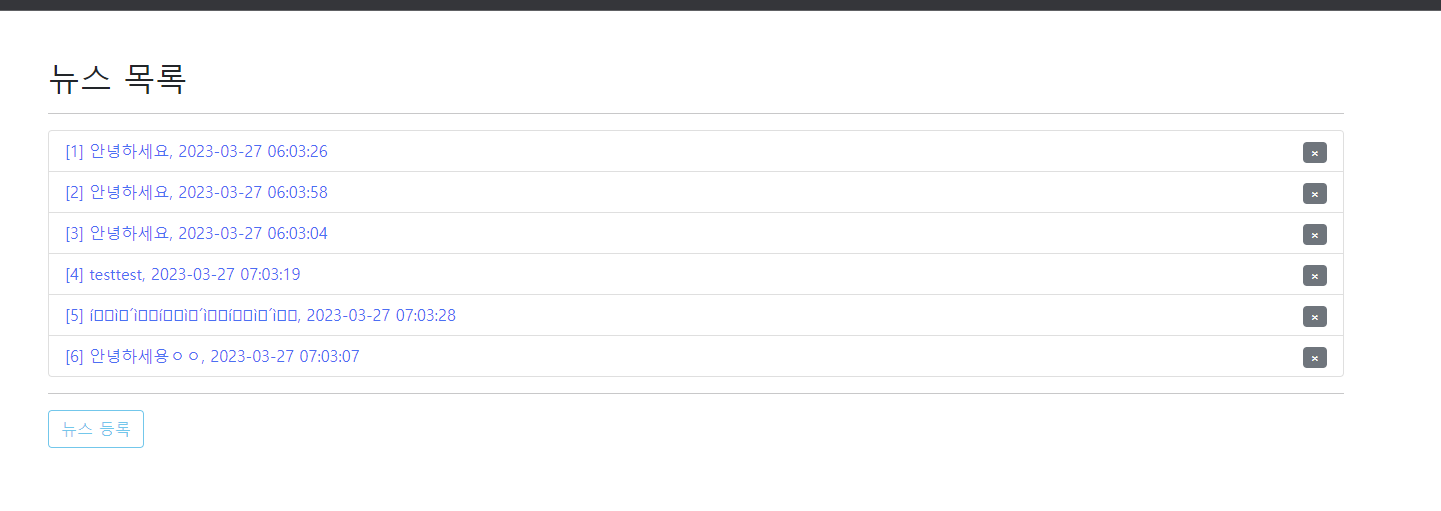 뉴스 목록
[1] 안녕하세요, 2023-03-27 06:03:26
×
[2] 안녕하세요, 2023-03-27 06:03:58
×
[3] 안녕하세요, 2023-03-27 06:03:04
×
[4] testtest, 2023-03-27 07:03:19
×
[5] í□□ì□´ì□□í□□ì□´ì□□í□□ì□´ì□□, 2023-03-27 07:03:28
×
[6] 안녕하세용ㅇㅇ, 2023-03-27 07:03:07
×
뉴스 등록